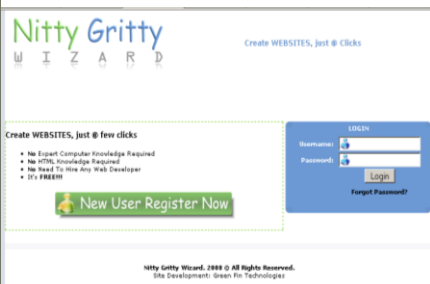 Nitty Gritty
WIZARD
Create WEBSITES, Just @ Clicks
Create WEBSITES, Just @ few clicks
No Expert Computer Knowledge Required
No HTML Knowledge Required
No Need To Hire Any Web Developer
It's FREE!!!!
New User Register Now
LOGIN
Username:
Password:
Login
Forgot Password?
Nitty Gritty Wizard. 2008 © All Rights Reserved.
Site Development: Green Fin Technologies